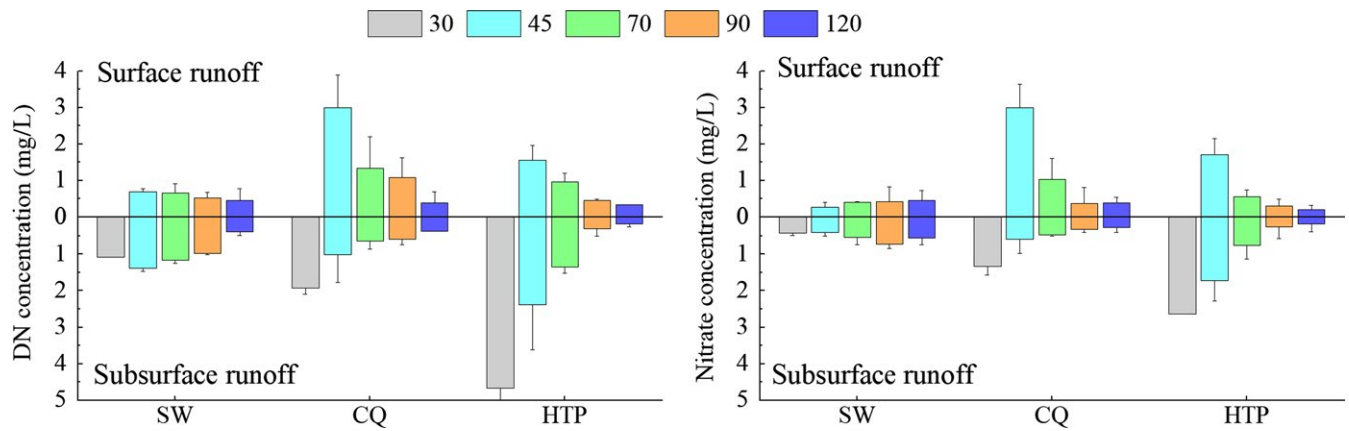 30 45 70 90 120
DN concentration (mg/L)
4
3
2
1
0
1
2
3
4
5
Surface runoff
Subsurface runoff
SW CQ HTP
Nitrate concentration (mg/L)
4
3
2
1
0
1
2
3
4
5
Surface runoff
Subsurface runoff
SW CQ HTP